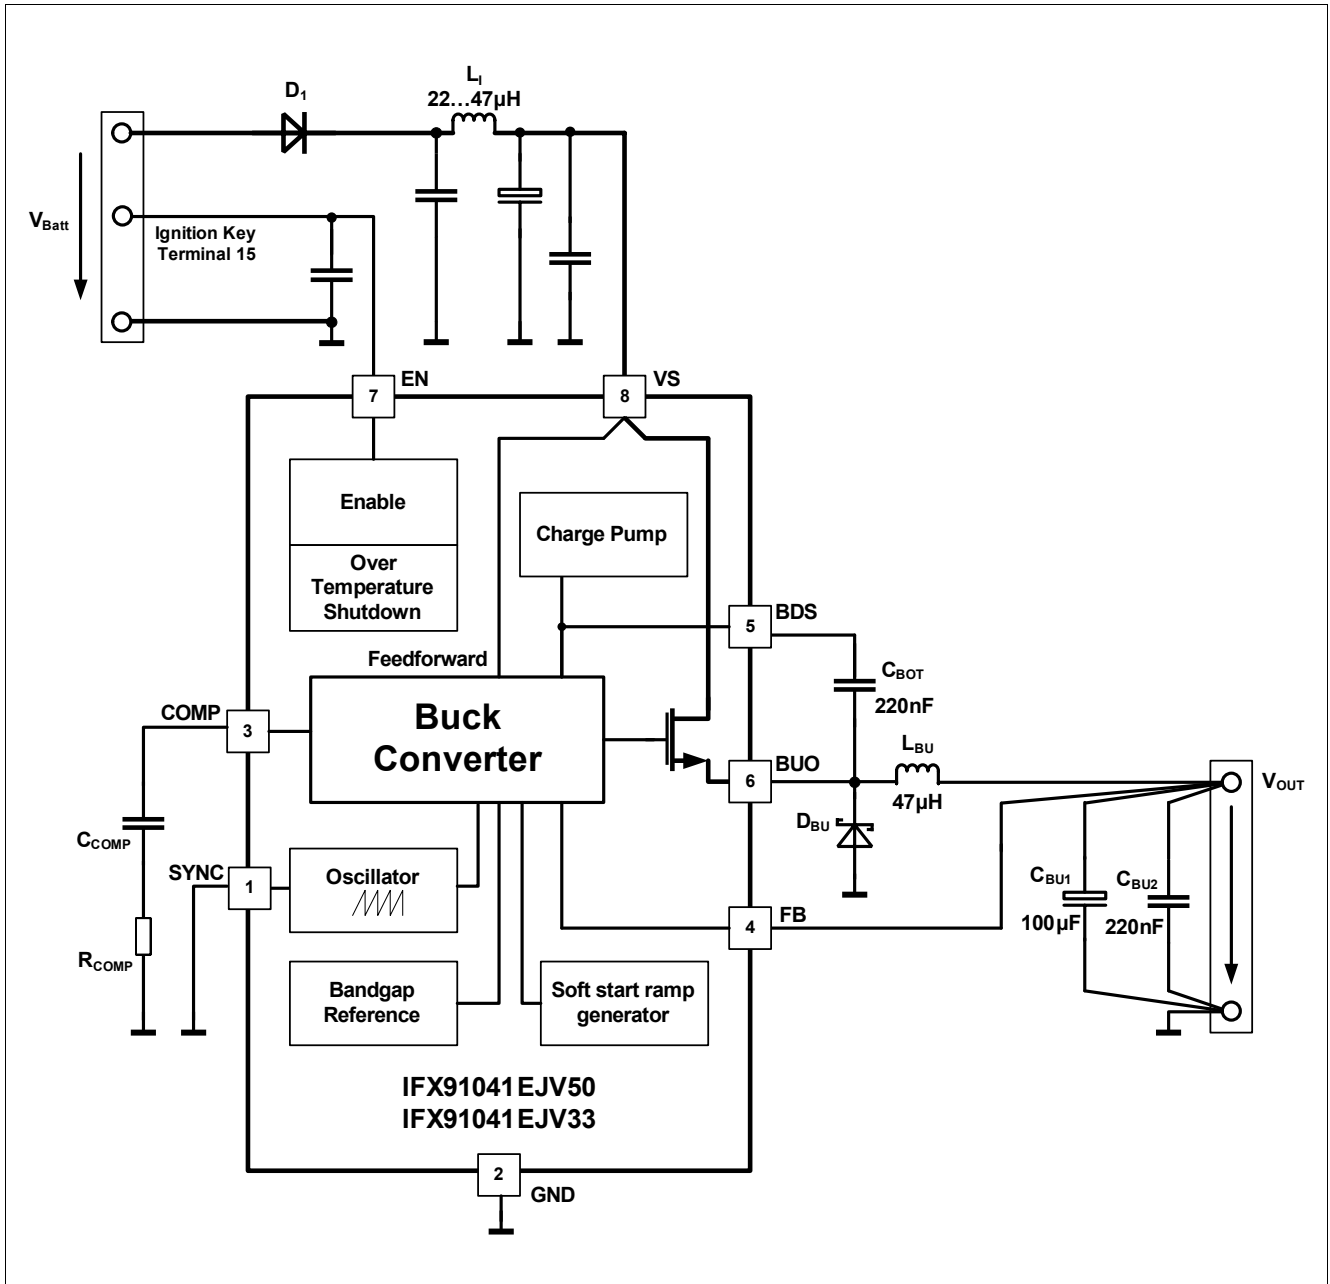 D1
LI
22…47µH
VBatt
Ignition Key
Terminal 15
EN
VS
7
8
Enable
Over
Temperature
Shutdown
Charge Pump
BDS
5
CBOT
220nF
Feedforward
Buck
Converter
COMP
3
LBU
47µH
BUO
6
VOUT
DBU
CCOMP
SYNC
1
Oscillator
CBU1
100µF
CBU2
220nF
FB
4
RCOMP
Bandgap
Reference
Soft start ramp
generator
IFX91041EJV50
IFX91041EJV33
2
GND